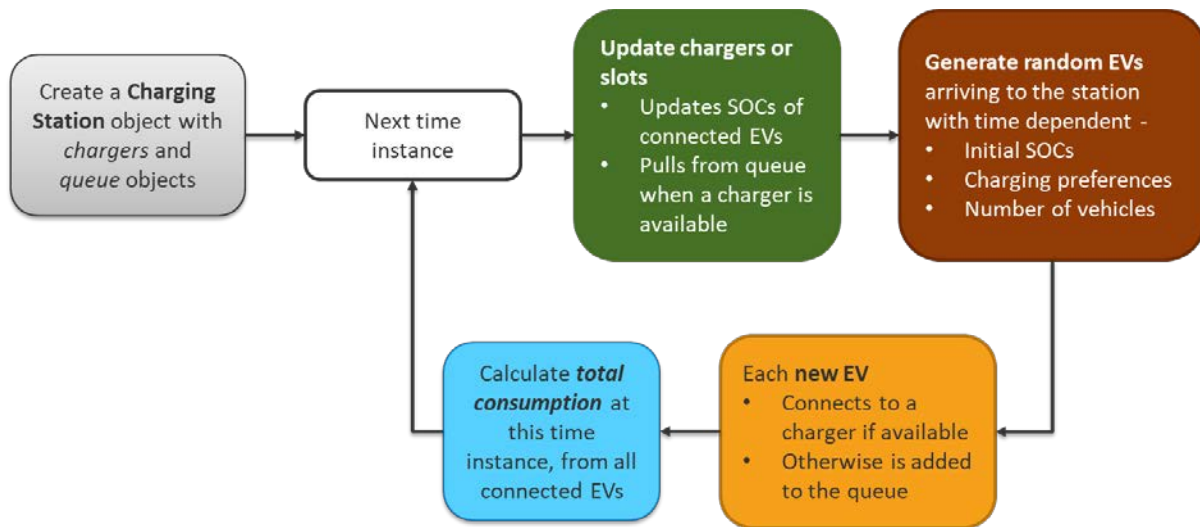 Create a Charging
Station object with
chargers and
queue objects
Next time
instance
Update chargers or
slots
• Updates SOCs of
connected EVs
• Pulls from queue
when a charger is
available
Generate random EVs
arriving to the station
with time dependent -
• Initial SOCs
• Charging preferences
• Number of vehicles
Each new EV
• Connects to a
charger if available
• Otherwise is added
to the queue
Calculate total
consumption at
this time
instance, from all
connected EVs